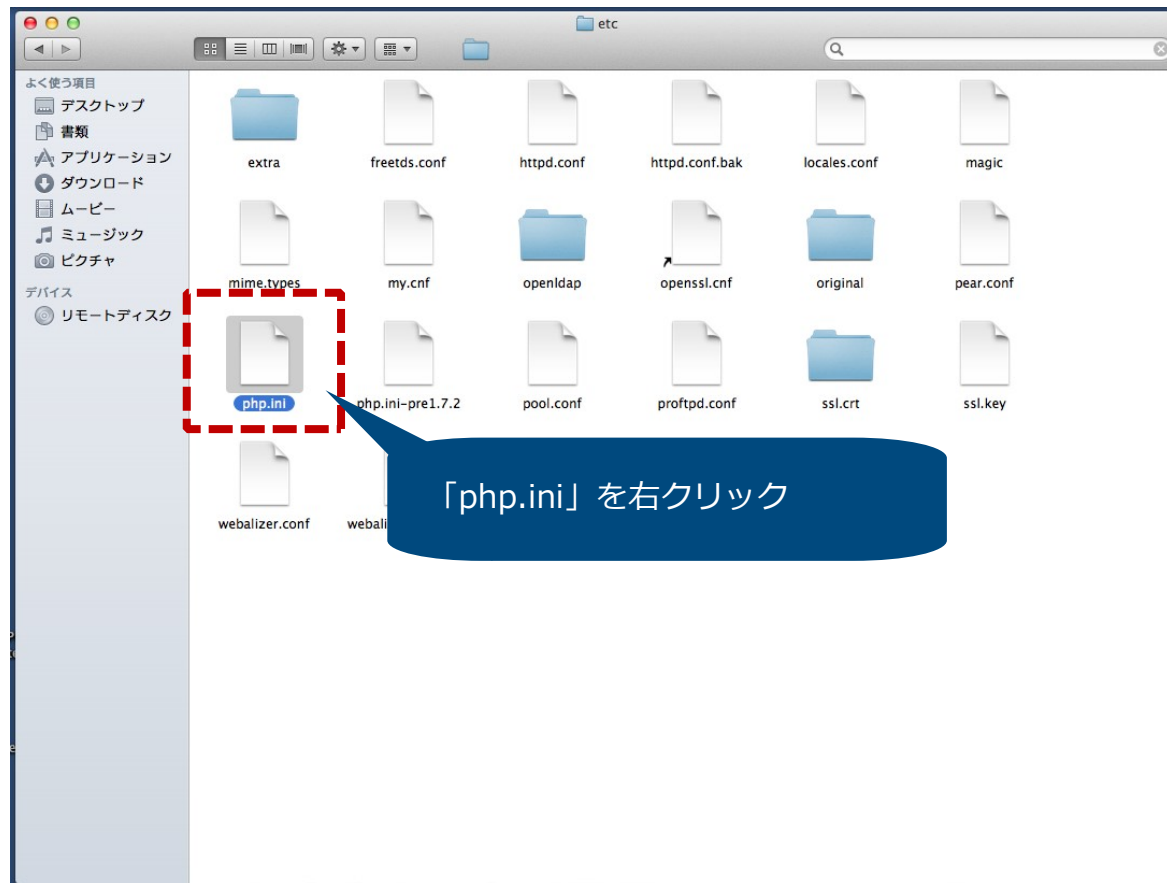 etc
よく使う項目
デスクトップ
書類
アプリケーション
ダウンロード
ムービー
ミュージック
ピクチャ
デバイス
リモートディスク
extra
freetds.conf
httpd.conf
httpd.conf.bak
locales.conf
magic
mime.types
my.cnf
openldap
openssl.cnf
original
pear.conf
php.ini
php.ini-pre1.7.2
pool.conf
proftpd.conf
ssl.crt
ssl.key
webalizer.conf
「php.ini」を右クリック